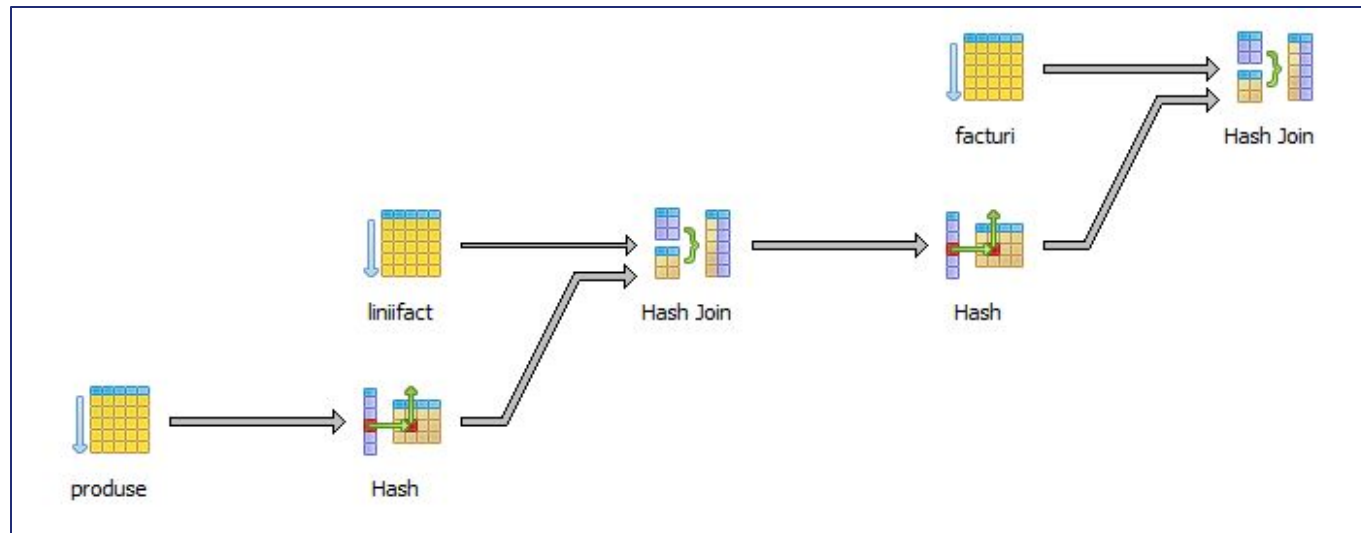 facturi
Hash Join
liniifact
Hash Join
Hash
produse
Hash